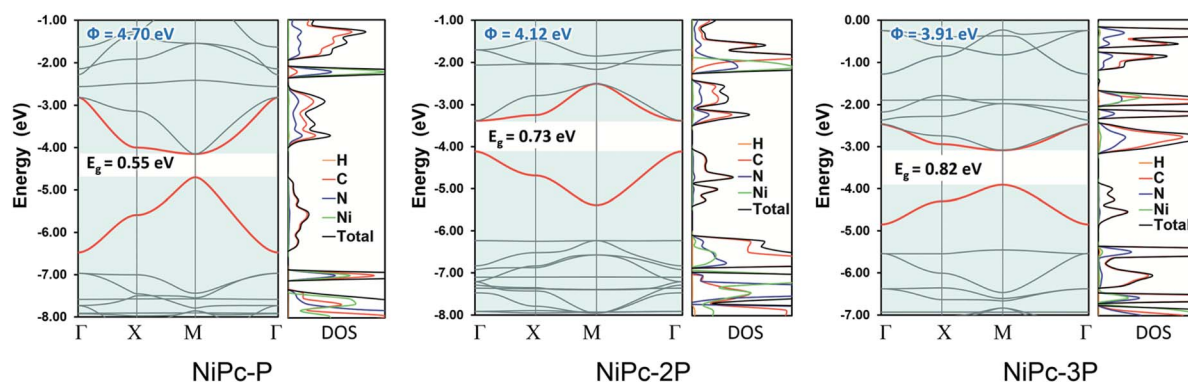 Energy (eV)
-1.00
-2.00
-3.00
-4.00
-5.00
-6.00
-7.00
-8.00
Φ = 4.70 eV
E_g = 0.55 eV
H
C
N
Ni
Total
Γ X M Γ
DOS
NiPc-P
Energy (eV)
-1.00
-2.00
-3.00
-4.00
-5.00
-6.00
-7.00
-8.00
Φ = 4.12 eV
E_g = 0.73 eV
H
C
N
Ni
Total
Γ X M Γ
DOS
NiPc-2P
Energy (eV)
0.00
-1.00
-2.00
-3.00
-4.00
-5.00
-6.00
-7.00
Φ = 3.91 eV
E_g = 0.82 eV
H
C
N
Ni
Total
Γ X M Γ
DOS
NiPc-3P